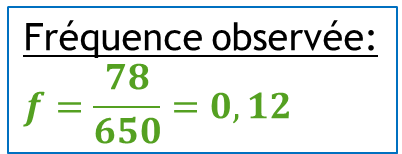 Fréquence observée:
f = 78/650 = 0,12